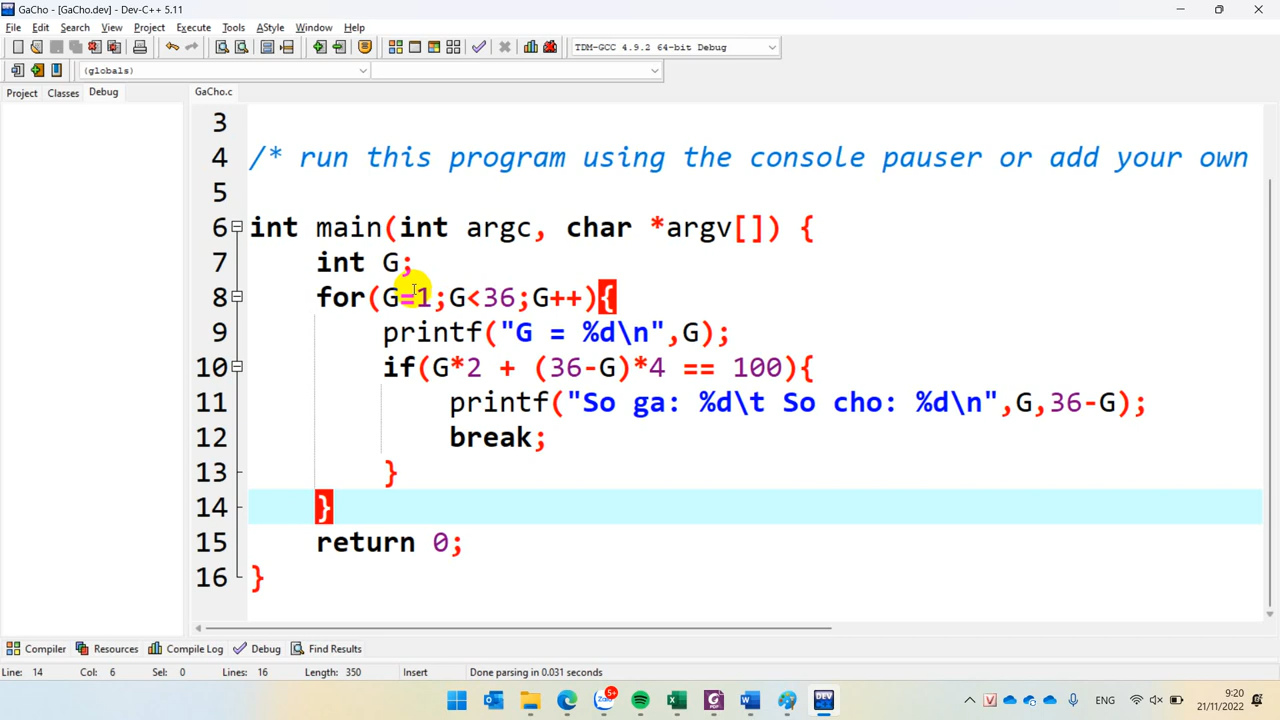 GaCho - [GaCho.dev] - Dev-C++ 5.11
File Edit Search View Project Execute Tools AStyle Window Help
TDM-GCC 4.9.2 64-bit Debug
(globals)
Project Classes Debug GaCho.c
3
4 /* run this program using the console pauser or add your own
5
6 int main(int argc, char *argv[]) {
7 int G;
8 for(G=1;G<36;G++){
9 printf("G = %d\n",G);
10 if(G*2 + (36-G)*4 == 100){
11 printf("So ga: %d\t So cho: %d\n",G,36-G);
12 break;
13 }
14 }
15 return 0;
16 }
Compiler Resources Compile Log Debug Find Results
Line: 14 Col: 6 Sel: 0 Lines: 16 Length: 350 Insert Done parsing in 0.031 seconds
Zalo 5+ ENG 9:20
21/11/2022